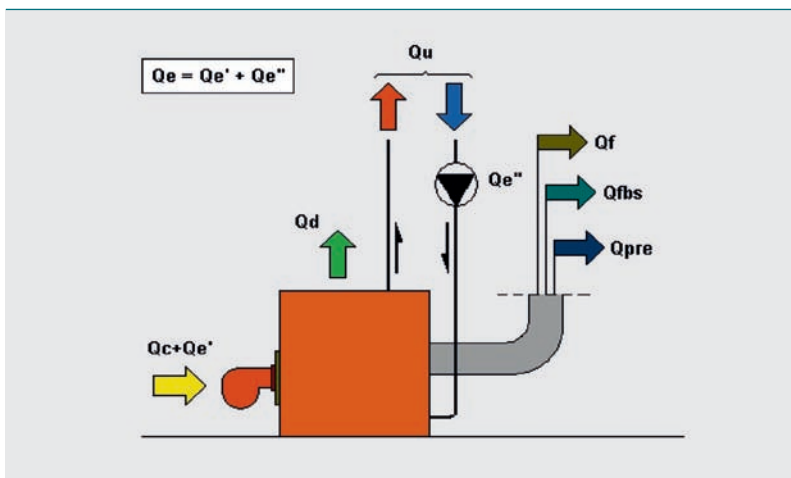 Qu
Qe = Qe' + Qe"
Qf
Qe"
Qfbs
Qd
Qpre
Qc+Qe'